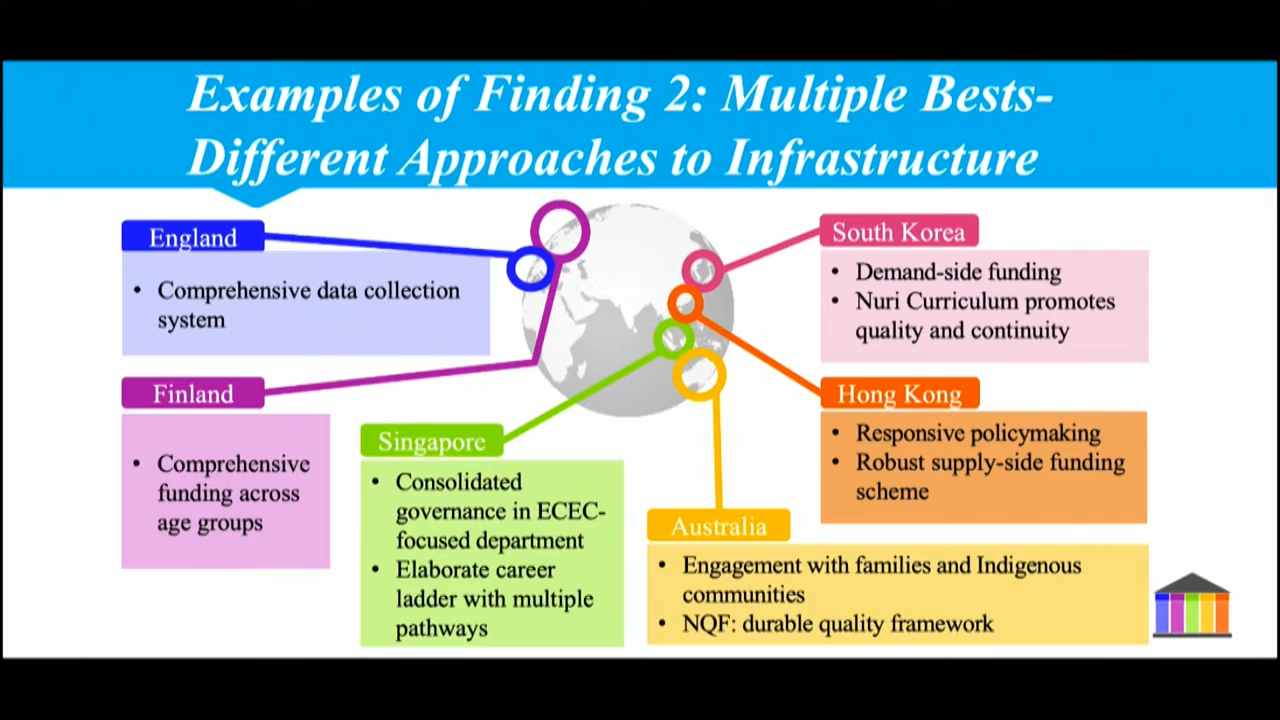 Examples of Finding 2: Multiple Bests-
Different Approaches to Infrastructure
England
• Comprehensive data collection
system
Finland
• Comprehensive
funding across
age groups
Singapore
• Consolidated
governance in ECEC-
focused department
• Elaborate career
ladder with multiple
pathways
South Korea
• Demand-side funding
• Nuri Curriculum promotes
quality and continuity
Hong Kong
• Responsive policymaking
• Robust supply-side funding
scheme
Australia
• Engagement with families and Indigenous
communities
• NQF: durable quality framework